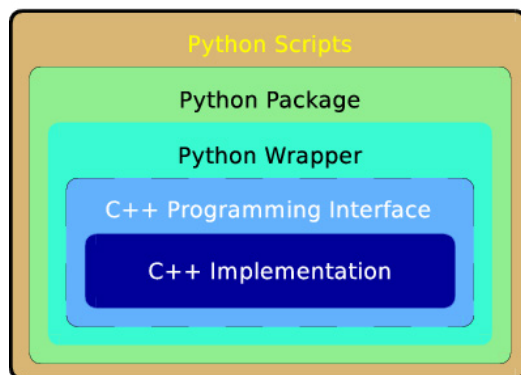 Python Scripts
Python Package
Python Wrapper
C++ Programming Interface
C++ Implementation